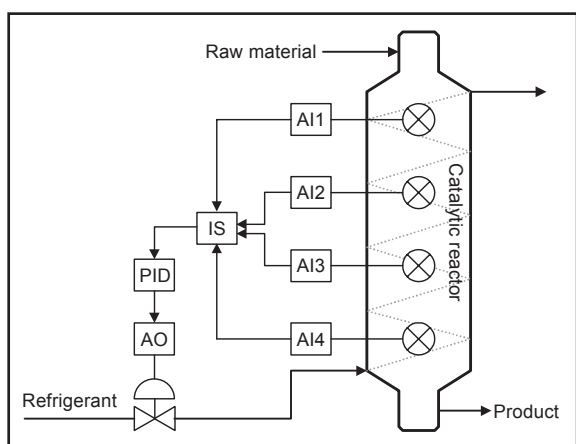 Raw material
AI1
AI2
IS
Catalytic reactor
PID
AI3
AO
AI4
Refrigerant
Product